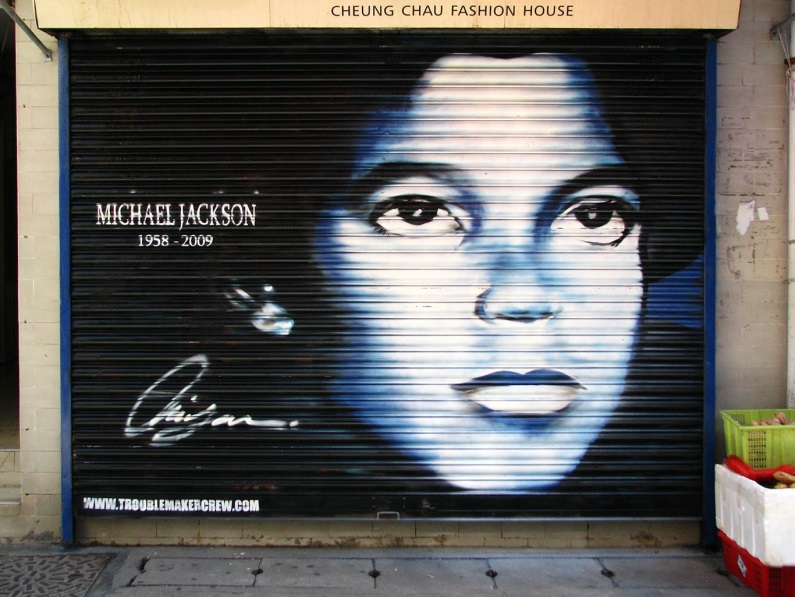 CHEUNG CHAU FASHION HOUSE
MICHAEL JACKSON
1958 - 2009
WWW.TROUBLEMAKERCREW.COM